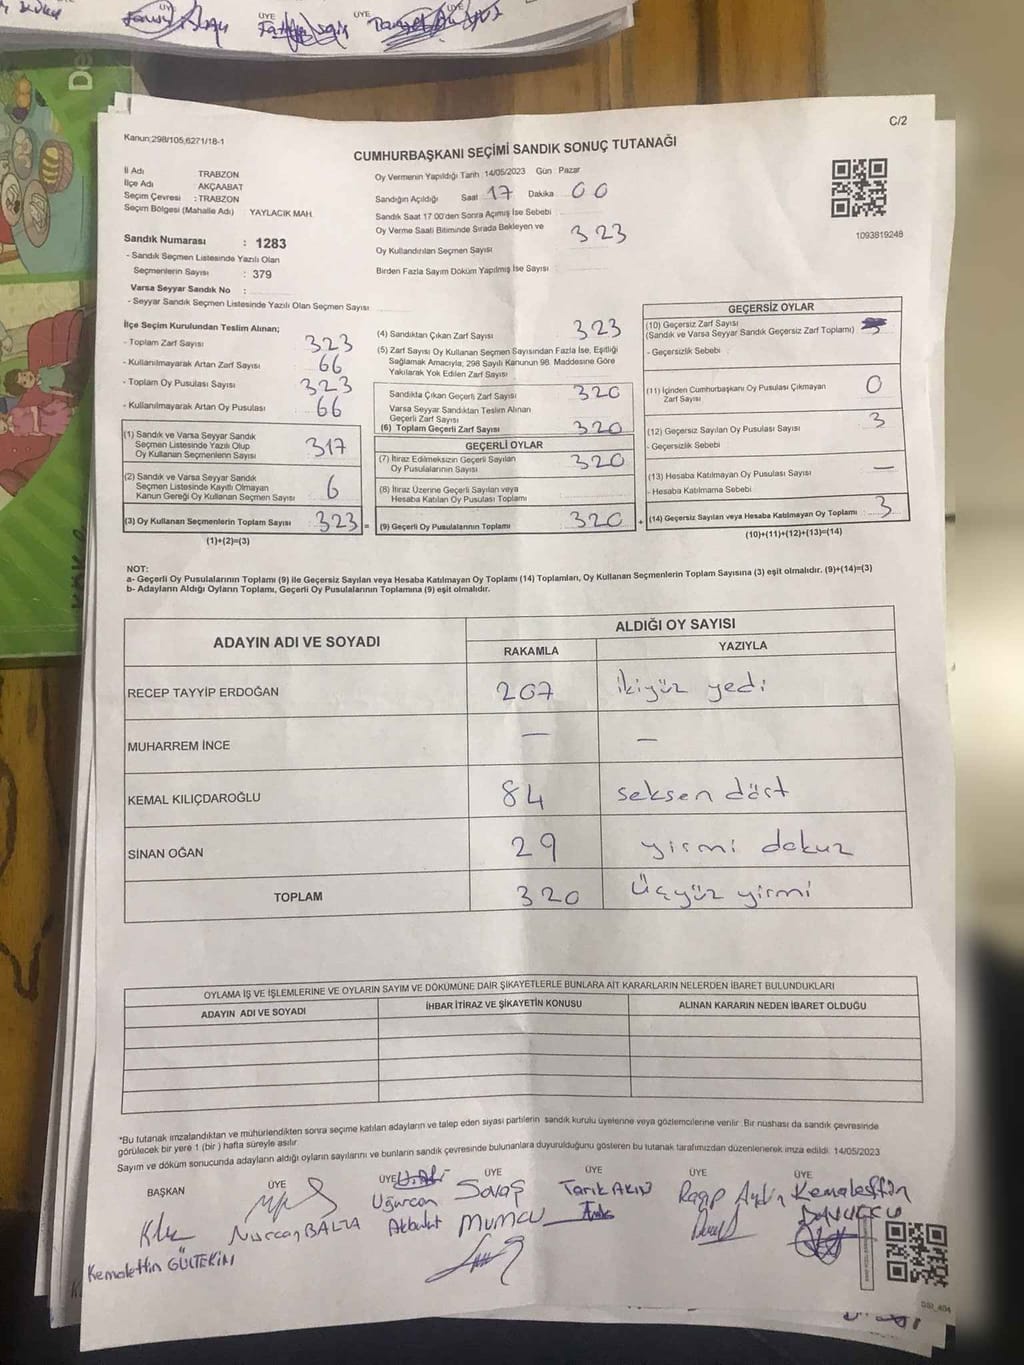 ÜYE ÜYE ÜYE
De
C/2
Kanun;298/105,6271/18-1
CUMHURBAŞKANI SEÇİMİ SANDIK SONUÇ TUTANAĞI
İl Adı TRABZON
İlçe Adı AKÇAABAT
Seçim Çevresi : TRABZON
Seçim Bölgesi (Mahalle Adı) YAYLACIK MAH.
Oy Vermenin Yapıldığı Tarih :14/05/2023 Gün : Pazar
Sandığın Açıldığı Saat 17 Dakika 00
Sandık Saat 17.00'den Sonra Açılmış İse Sebebi
Oy Verme Saati Bitiminde Sırada Bekleyen ve
Oy Kullandırılan Seçmen Sayısı 323
Birden Fazla Sayım Döküm Yapılmış İse Sayısı :
1093819248
Sandık Numarası : 1283
- Sandık Seçmen Listesinde Yazılı Olan
Seçmenlerin Sayısı : 379
Varsa Seyyar Sandık No :
- Seyyar Sandık Seçmen Listesinde Yazılı Olan Seçmen Sayısı
İlçe Seçim Kurulundan Teslim Alınan;
- Toplam Zarf Sayısı 323
- Kullanılmayarak Artan Zarf Sayısı 66
- Toplam Oy Pusulası Sayısı 323
- Kullanılmayarak Artan Oy Pusulası 66
(1) Sandık ve Varsa Seyyar Sandık
Seçmen Listesinde Yazılı Olup
Oy Kullanan Seçmenlerin Sayısı 317
(2) Sandık ve Varsa Seyyar Sandık
Seçmen Listesinde Kayıtlı Olmayan
Kanun Gereği Oy Kullanan Seçmen Sayısı 6
(3) Oy Kullanan Seçmenlerin Toplam Sayısı 323 =
(1)+(2)=(3)
(4) Sandıktan Çıkan Zarf Sayısı 323
(5) Zarf Sayısı Oy Kullanan Seçmen Sayısından Fazla İse, Eşitliği
Sağlamak Amacıyla, 298 Sayılı Kanunun 98. Maddesine Göre
Yakılarak Yok Edilen Zarf Sayısı
Sandıkta Çıkan Geçerli Zarf Sayısı 320
Varsa Seyyar Sandıktan Teslim Alınan
Geçerli Zarf Sayısı
(6) Toplam Geçerli Zarf Sayısı 320
GEÇERLİ OYLAR
(7) İtiraz Edilmeksizin Geçerli Sayılan
Oy Pusulalarının Sayısı 320
(8) İtiraz Üzerine Geçerli Sayılan veya
Hesaba Katılan Oy Pusulası Toplamı
(9) Geçerli Oy Pusulalarının Toplamı 320 +
GEÇERSİZ OYLAR
(10) Geçersiz Zarf Sayısı
(Sandık ve Varsa Seyyar Sandık Geçersiz Zarf Toplamı)
- Geçersizlik Sebebi
(11) İçinden Cumhurbaşkanı Oy Pusulası Çıkmayan
Zarf Sayısı 0
(12) Geçersiz Sayılan Oy Pusulası Sayısı 3
- Geçersizlik Sebebi
(13) Hesaba Katılmayan Oy Pusulası Sayısı —
- Hesaba Katılmama Sebebi
(14) Geçersiz Sayılan veya Hesaba Katılmayan Oy Toplamı 3
(10)+(11)+(12)+(13)=(14)
NOT:
a- Geçerli Oy Pusulalarının Toplamı (9) ile Geçersiz Sayılan veya Hesaba Katılmayan Oy Toplamı (14) Toplamları, Oy Kullanan Seçmenlerin Toplam Sayısına (3) eşit olmalıdır. (9)+(14)=(3)
b- Adayların Aldığı Oyların Toplamı, Geçerli Oy Pusulalarının Toplamına (9) eşit olmalıdır.
ADAYIN ADI VE SOYADI ALDIĞI OY SAYISI
RAKAMLA YAZIYLA
RECEP TAYYİP ERDOĞAN 207 ikiyüz yedi
MUHARREM İNCE — —
KEMAL KILIÇDAROĞLU 84 seksen dört
SİNAN OĞAN 29 yirmi dokuz
TOPLAM 320 Üçyüz yirmi
OYLAMA İŞ VE İŞLEMLERİNE VE OYLARIN SAYIM VE DÖKÜMÜNE DAİR ŞİKAYETLERLE BUNLARA AİT KARARLARIN NELERDEN İBARET BULUNDUKLARI
ADAYIN ADI VE SOYADI İHBAR İTİRAZ VE ŞİKAYETİN KONUSU ALINAN KARARIN NEDEN İBARET OLDUĞU
*Bu tutanak imzalandıktan ve mühürlendikten sonra seçime katılan adayların ve talep eden siyasi partilerin sandık kurulu üyelerine veya gözlemcilerine verilir. Bir nüshası da sandık çevresinde
görülecek bir yere 1 (bir ) hafta süreyle asılır.
Sayım ve döküm sonucunda adayların aldığı oyların sayılarını ve bunların sandık çevresinde bulunanlara duyurulduğunu gösteren bu tutanak tarafımızdan düzenlenerek imza edildi. 14/05/2023
BAŞKAN ÜYE ÜYE ÜYE ÜYE ÜYE ÜYE
Kemalettin GÜLTEKİN
Nurcan BALTA
Uğurcan Akbulut
Savaş MUMCU
Tarık AKIN
Ragıp Aydın
Kemalettin